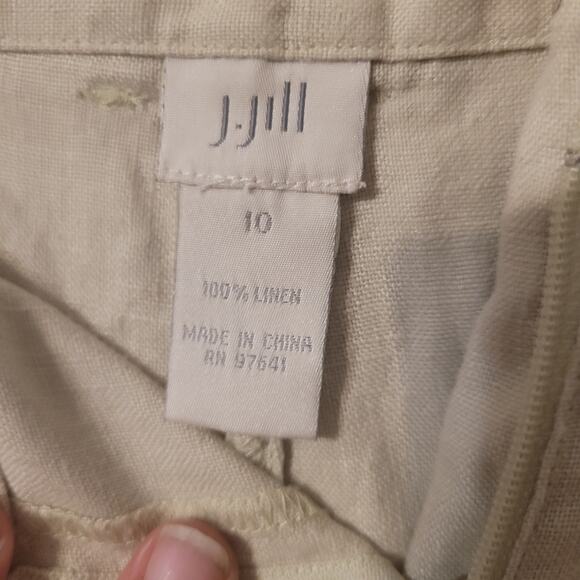 J.Jill
10
100% LINEN
MADE IN CHINA
RN 97641